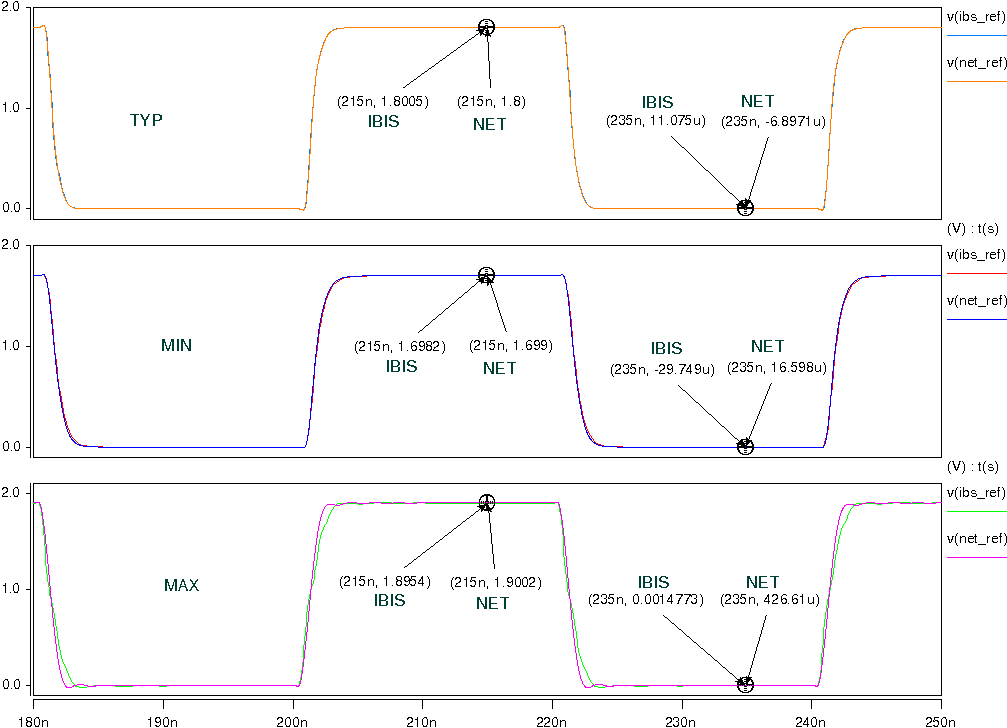 2.0
v(ibs_ref)
v(net_ref)
1.0
(215n, 1.8005)
(215n, 1.8)
IBIS
NET
TYP
IBIS
NET
(235n, 11.075u)
(235n, -6.8971u)
0.0
(V) : t(s)
2.0
v(ibs_ref)
v(net_ref)
1.0
MIN
(215n, 1.6982)
(215n, 1.699)
IBIS
NET
IBIS
NET
(235n, -29.749u)
(235n, 16.598u)
0.0
(V) : t(s)
2.0
v(ibs_ref)
v(net_ref)
1.0
MAX
(215n, 1.8954)
(215n, 1.9002)
IBIS
NET
IBIS
NET
(235n, 0.0014773)
(235n, 426.61u)
0.0
180n 190n 200n 210n 220n 230n 240n 250n